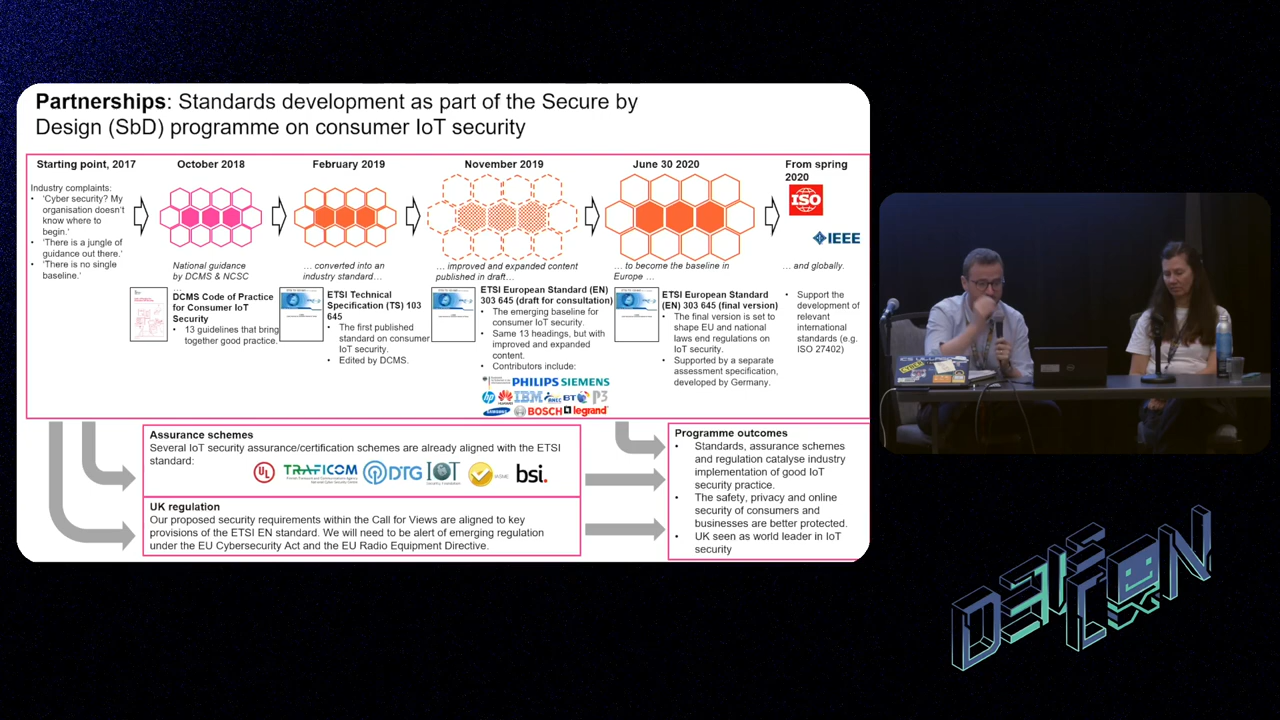 Partnerships: Standards development as part of the Secure by
Design (SbD) programme on consumer IoT security
Starting point, 2017
Industry complaints:
• 'Cyber security? My
organisation doesn't
know where to
begin.'
• 'There is a jungle of
guidance out there.'
• 'There is no single
baseline.'
October 2018
National guidance
by DCMS & NCSC
…
DCMS Code of Practice
for Consumer IoT
Security
• 13 guidelines that bring
together good practice.
February 2019
… converted into an
industry standard…
ETSI Technical
Specification (TS) 103
645
• The first published
standard on consumer
IoT security.
• Edited by DCMS.
November 2019
… improved and expanded content
published in draft…
ETSI European Standard (EN)
303 645 (draft for consultation)
• The emerging baseline for
consumer IoT security.
• Same 13 headings, but with
improved and expanded
content.
• Contributors include:
PHILIPS SIEMENS
hp HUAWEI IBM BT P3
SAMSUNG BOSCH legrand
June 30 2020
… to become the baseline in
Europe …
ETSI European Standard
(EN) 303 645 (final version)
• The final version is set to
shape EU and national
laws end regulations on
IoT security.
• Supported by a separate
assessment specification,
developed by Germany.
From spring
2020
ISO
IEEE
… and globally.
• Support the
development of
relevant
international
standards (e.g.
ISO 27402)
Assurance schemes
Several IoT security assurance/certification schemes are already aligned with the ETSI
standard:
UL TRAFICOM DTG IOT IASME bsi.
UK regulation
Our proposed security requirements within the Call for Views are aligned to key
provisions of the ETSI EN standard. We will need to be alert of emerging regulation
under the EU Cybersecurity Act and the EU Radio Equipment Directive.
Programme outcomes
• Standards, assurance schemes
and regulation catalyse industry
implementation of good IoT
security practice.
• The safety, privacy and online
security of consumers and
businesses are better protected.
• UK seen as world leader in IoT
security
DEF
CON